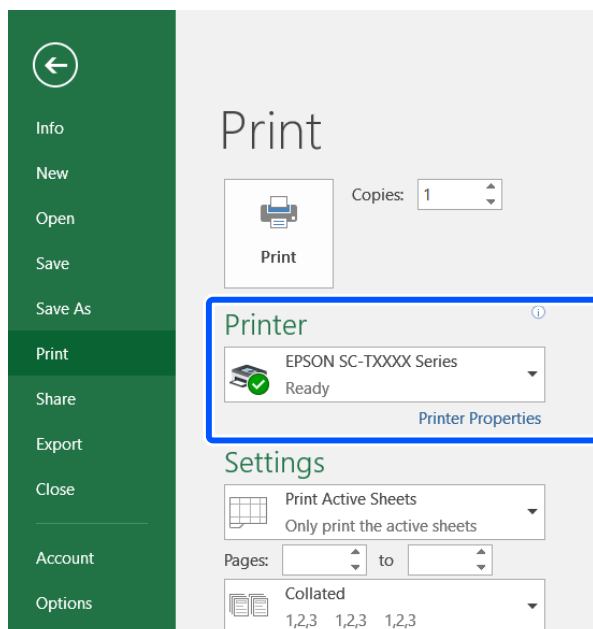 Info
New
Open
Save
Save As
Print
Share
Export
Close
Account
Options
Print
Print
Copies: 1
Printer
EPSON SC-TXXXX Series
Ready
Printer Properties
Settings
Print Active Sheets
Only print the active sheets
Pages: to
Collated
1,2,3 1,2,3 1,2,3